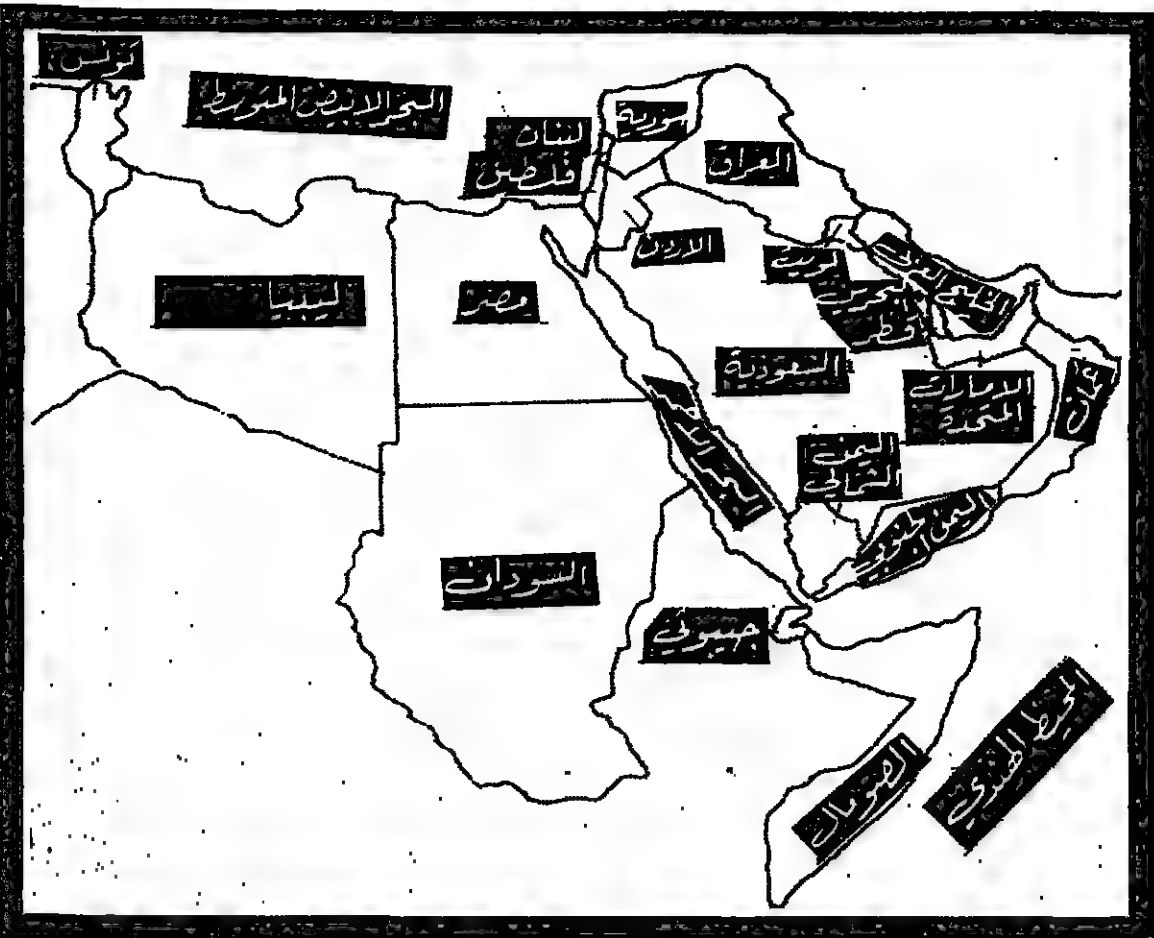 تونس
البحر الابيض المتوسط
سورية
لبنان
فلسطين
العراق
الاردن
كويت
الخليج العربي
البحرين
قطر
ليبيا
مصر
السعودية
الامارات
المتحدة
عمان
البحر الاحمر
اليمن
الشمالي
اليمن الجنوبي
السودان
جيبوتي
الصومال
المحيط الهندي